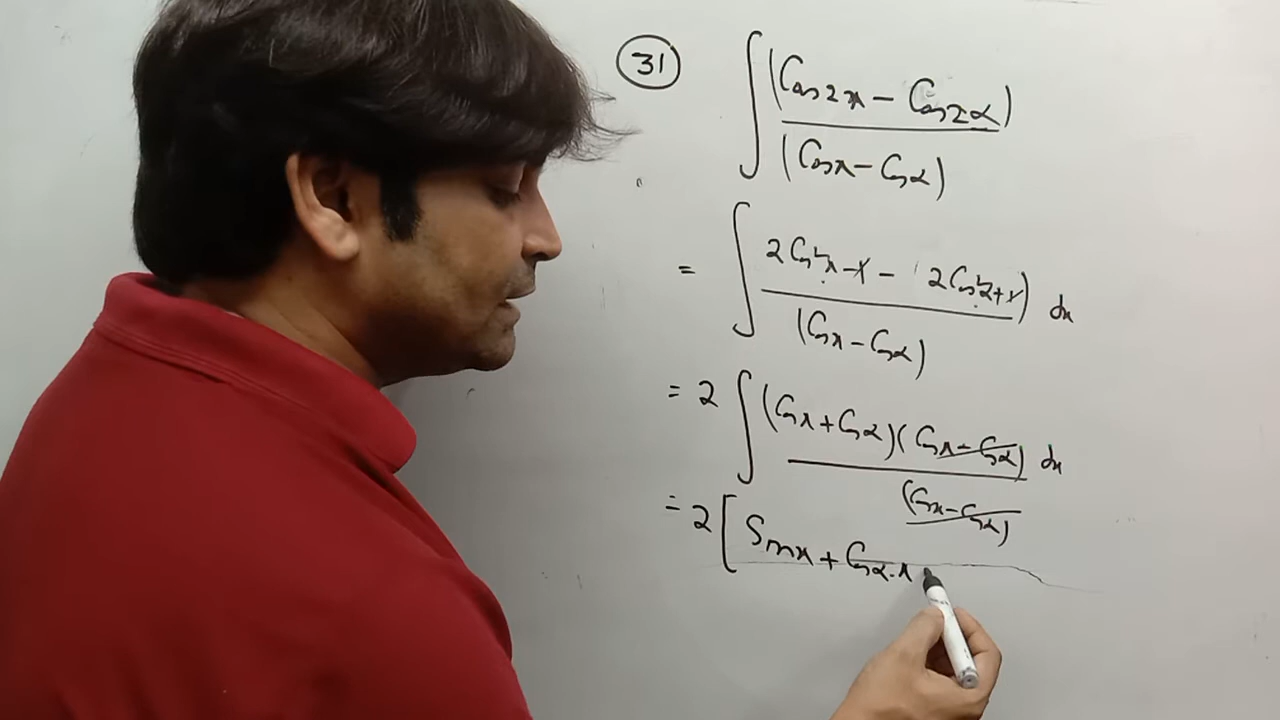 31 ∫ (Cos2x − Cos2α) / (Cosx − Cosα)
= ∫ (2Cos²x − 1 − 2Cos²α + 1) / (Cosx − Cosα) dx
= 2 ∫ (Cosx + Cosα)(Cosx − Cosα) / (Cosx − Cosα) dx
= 2 [ Sinx + Cosα.x